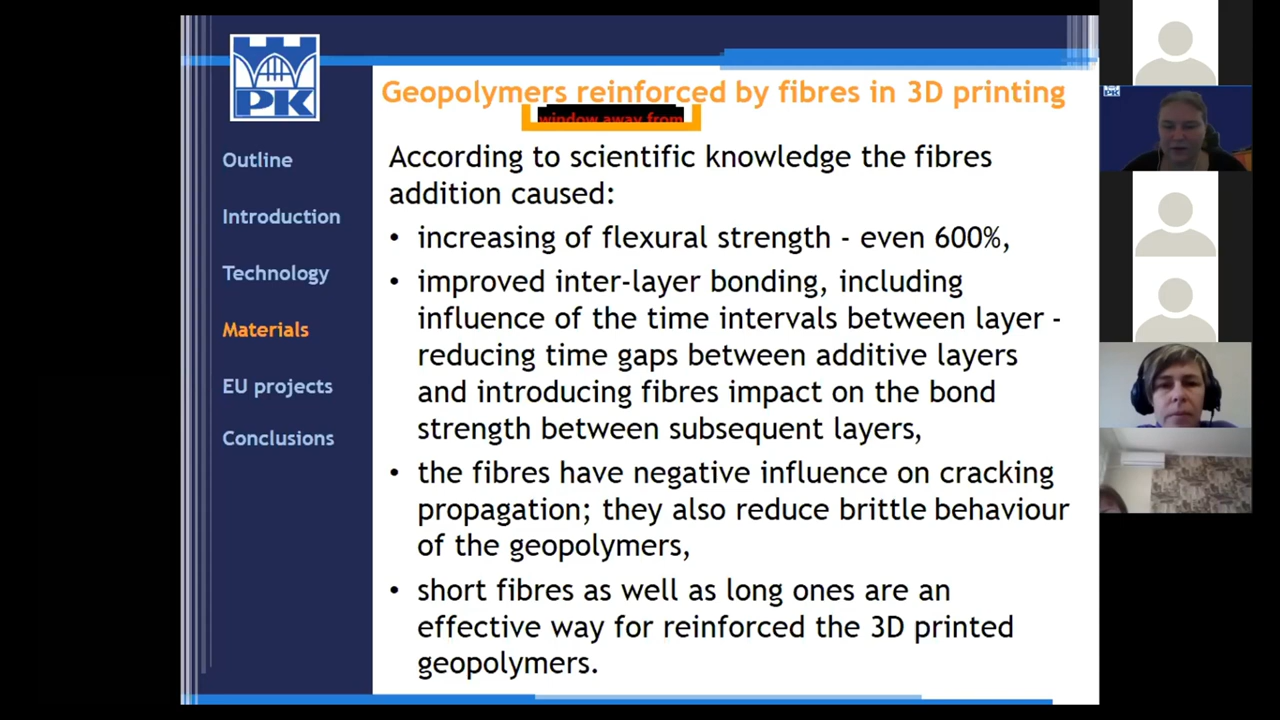 PK
Outline
Introduction
Technology
Materials
EU projects
Conclusions
Geopolymers reinforced by fibres in 3D printing
window away from
According to scientific knowledge the fibres
addition caused:
• increasing of flexural strength - even 600%,
• improved inter-layer bonding, including
influence of the time intervals between layer -
reducing time gaps between additive layers
and introducing fibres impact on the bond
strength between subsequent layers,
• the fibres have negative influence on cracking
propagation; they also reduce brittle behaviour
of the geopolymers,
• short fibres as well as long ones are an
effective way for reinforced the 3D printed
geopolymers.
PK